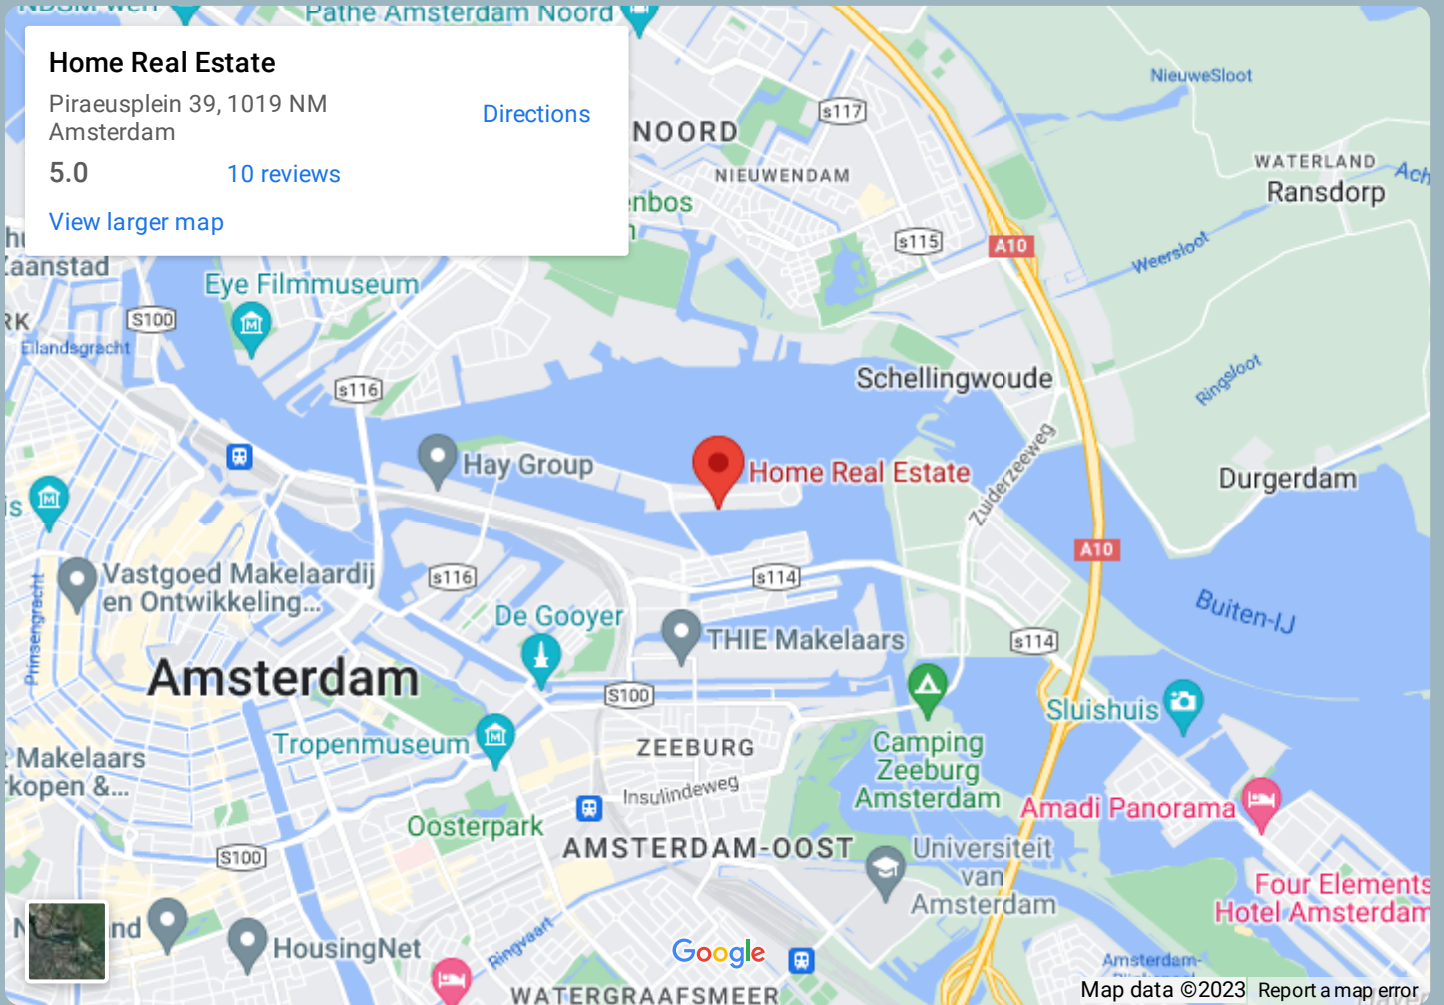 Pathe Amsterdam Noord
Home Real Estate
Piraeusplein 39, 1019 NM
Amsterdam
Directions
5.0
10 reviews
View larger map
NieuweSloot
s117
NOORD
WATERLAND
Ransdorp
NIEUWENDAM
s115
A10
Weersloot
Zaanstad
Eye Filmmuseum
S100
Eilandsgracht
s116
Schellingwoude
Ringsloot
Hay Group
Home Real Estate
Zuiderzeeweg
Durgerdam
A10
Vastgoed Makelaardij
en Ontwikkeling...
s116
s114
Prinsengracht
De Gooyer
THIE Makelaars
Buiten-IJ
s114
Amsterdam
S100
Sluishuis
Tropenmuseum
ZEEBURG
Camping
Zeeburg
Amsterdam
Makelaars
Insulindeweg
Amadi Panorama
Oosterpark
S100
AMSTERDAM-OOST
Universiteit
van
Amsterdam
Four Elements
Hotel Amsterdam
HousingNet
Ringvaart
Google
Amsterdam-
WATERGRAAFSMEER
Map data ©2023
Report a map error